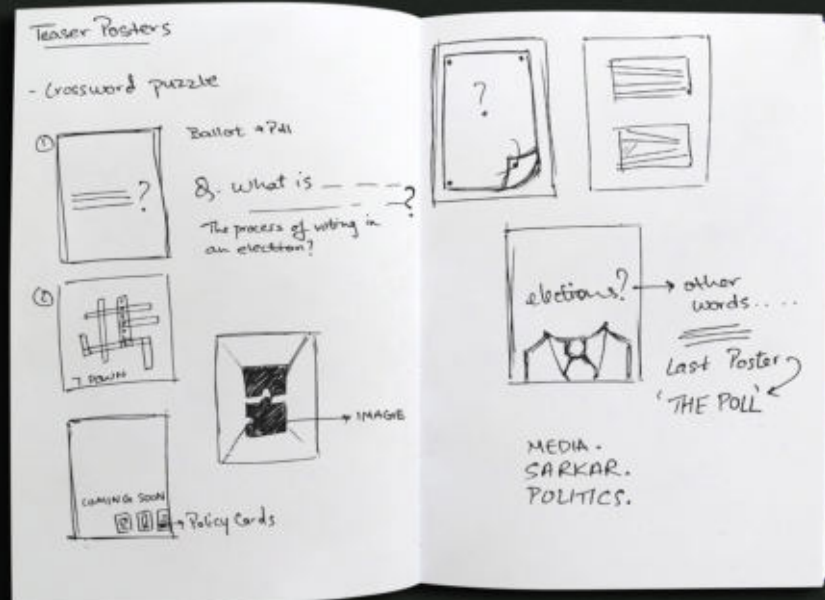 Teaser Posters
- Crossword puzzle
①
Ballot → Poll
?
Q. What is _ _ _
?
The process of voting in
an election?
②
7 DOWN
IMAGE
COMING SOON
Policy Cards
?
elections?
other
words....
Last Poster
'THE POLL'
MEDIA.
SARKAR.
POLITICS.